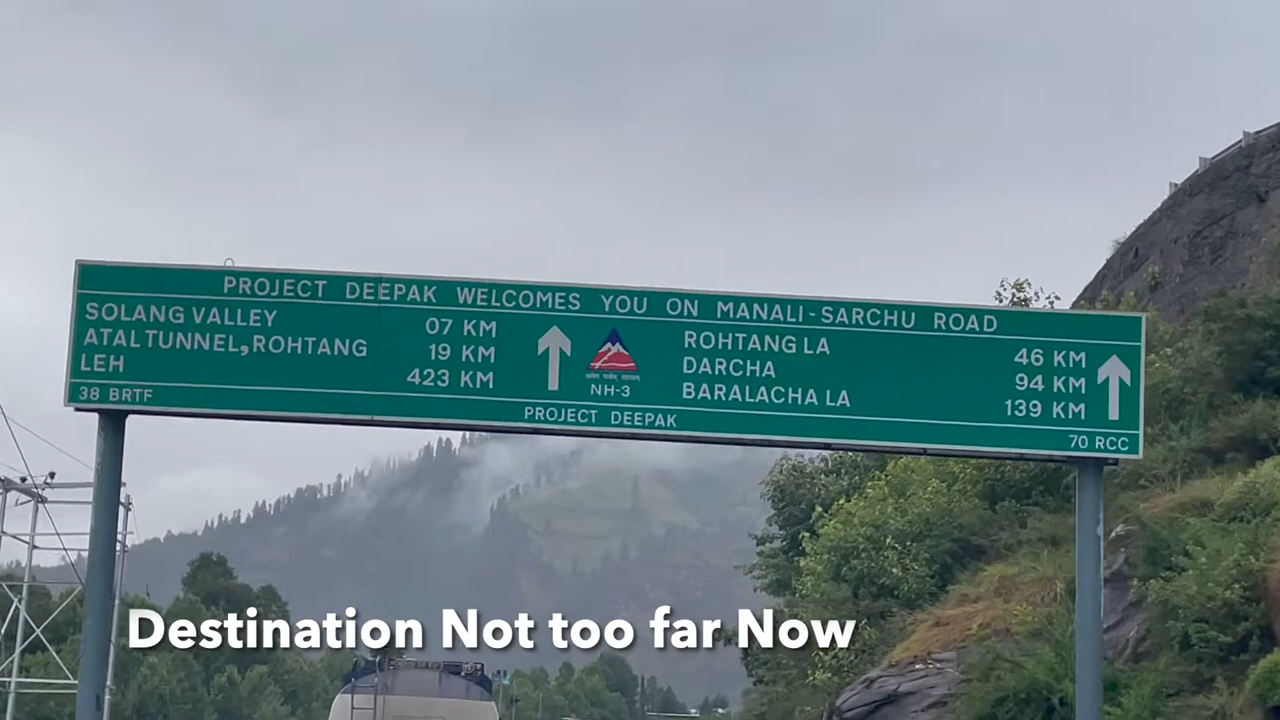 PROJECT DEEPAK WELCOMES YOU ON MANALI-SARCHU ROAD
SOLANG VALLEY 07 KM
ATAL TUNNEL, ROHTANG 19 KM
LEH 423 KM
NH-3
ROHTANG LA 46 KM
DARCHA 94 KM
BARALACHA LA 139 KM
38 BRTF
PROJECT DEEPAK
70 RCC
Destination Not too far Now